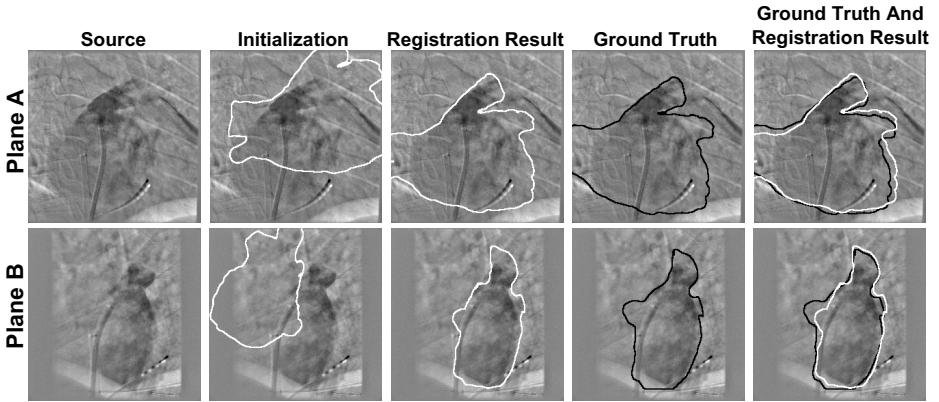 Source
Initialization
Registration Result
Ground Truth
Ground Truth And
Registration Result
Plane A
Plane B